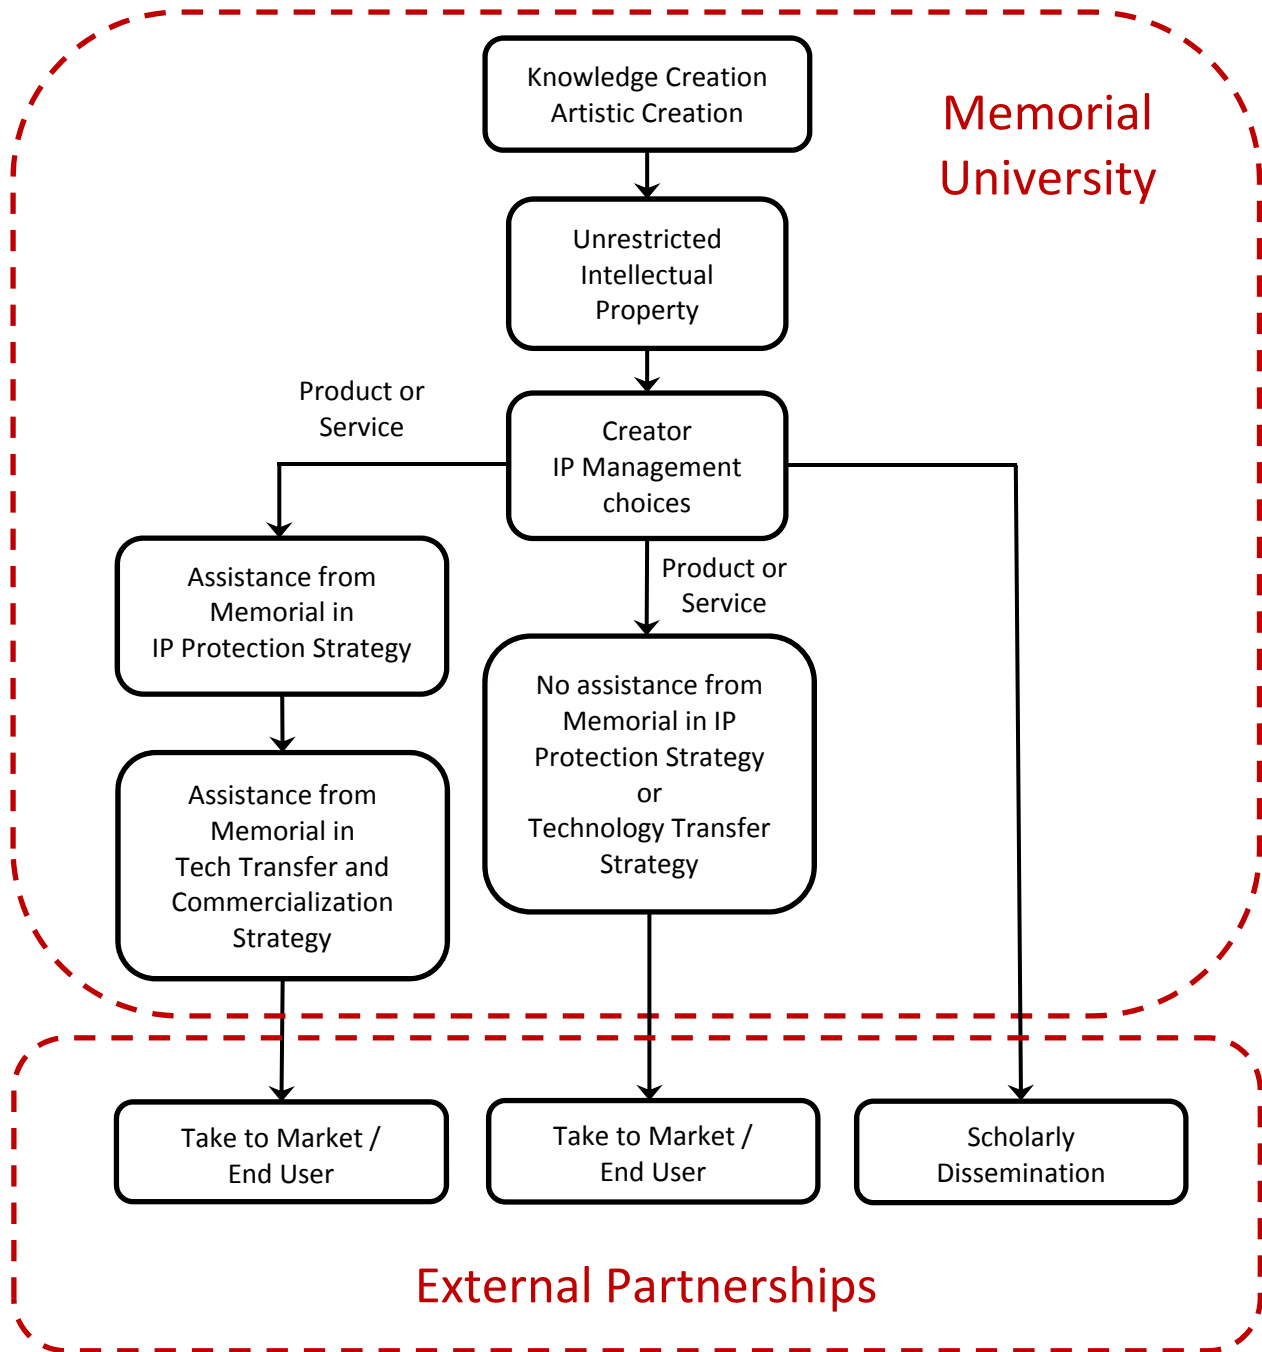 Knowledge Creation
Artistic Creation
Memorial
University
Unrestricted
Intellectual
Property
Product or
Service
Creator
IP Management
choices
Product or
Service
Assistance from
Memorial in
IP Protection Strategy
No assistance from
Memorial in IP
Protection Strategy
or
Technology Transfer
Strategy
Assistance from
Memorial in
Tech Transfer and
Commercialization
Strategy
Take to Market /
End User
Take to Market /
End User
Scholarly
Dissemination
External Partnerships